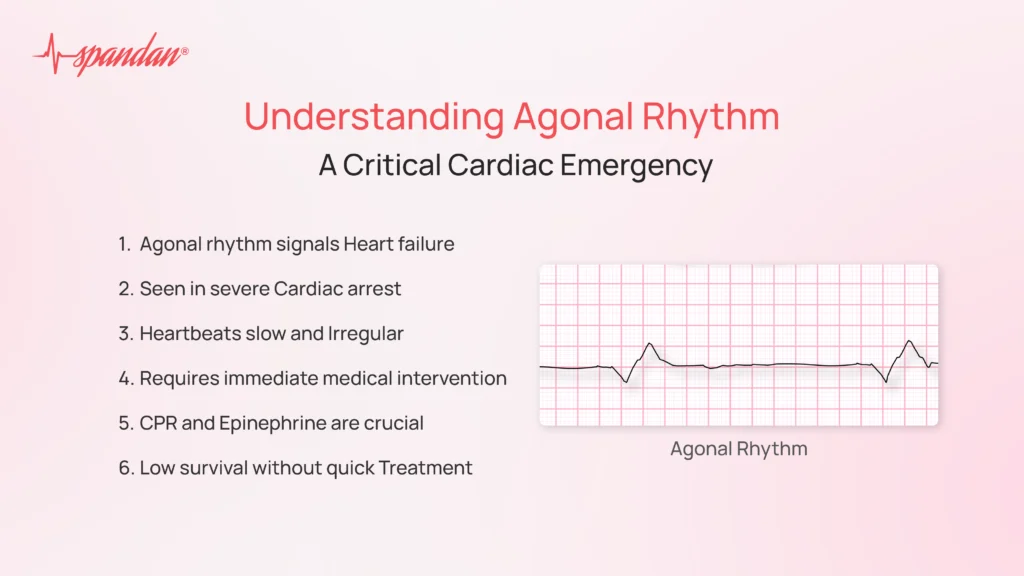 spandan®
Understanding Agonal Rhythm
A Critical Cardiac Emergency
1. Agonal rhythm signals Heart failure
2. Seen in severe Cardiac arrest
3. Heartbeats slow and Irregular
4. Requires immediate medical intervention
5. CPR and Epinephrine are crucial
6. Low survival without quick Treatment
Agonal Rhythm